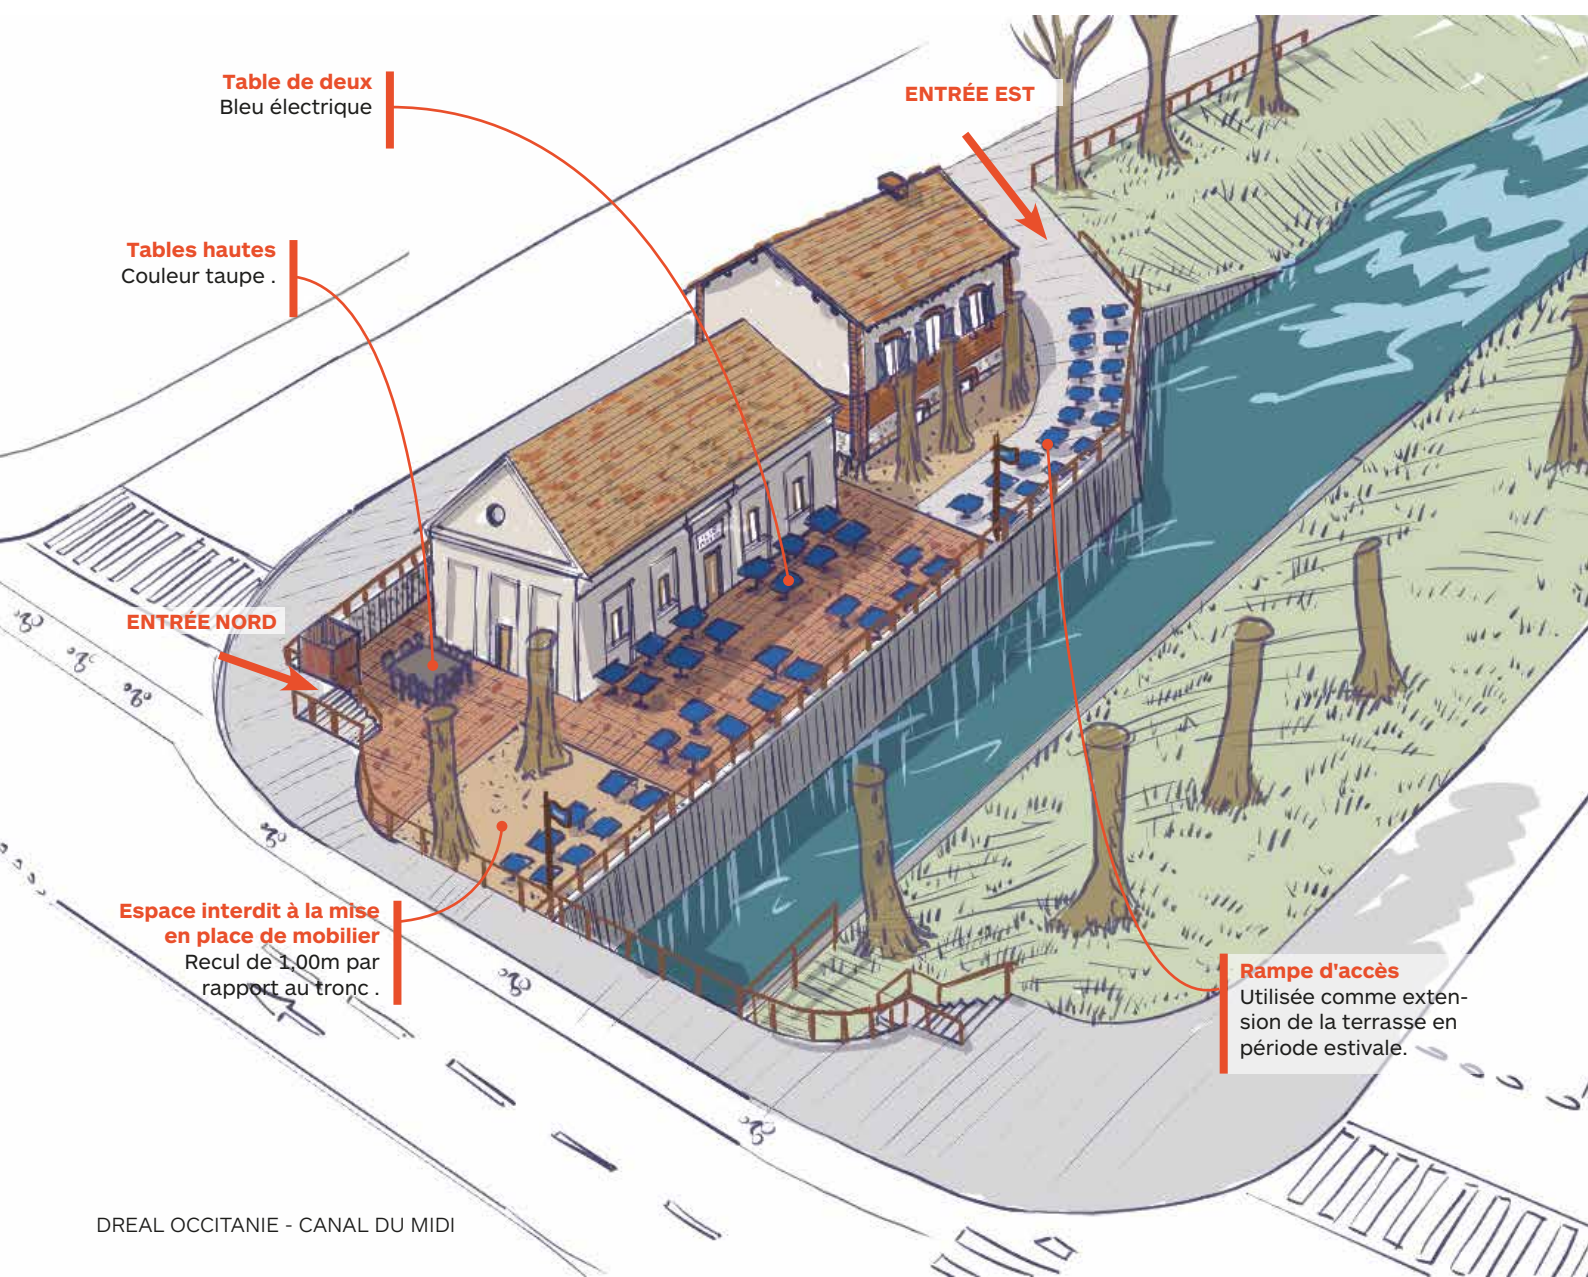 Table de deux
Bleu électrique
ENTRÉE EST
Tables hautes
Couleur taupe .
ENTRÉE NORD
Espace interdit à la mise
en place de mobilier
Recul de 1,00m par
rapport au tronc .
Rampe d'accès
Utilisée comme exten-
sion de la terrasse en
période estivale.
DREAL OCCITANIE - CANAL DU MIDI